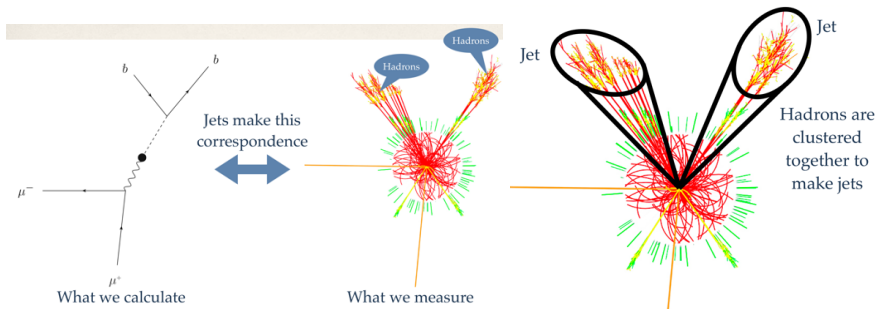 b
b
μ⁻
μ⁺
What we calculate
Jets make this
correspondence
Hadrons
Hadrons
What we measure
Jet
Jet
Hadrons are
clustered
together to
make jets